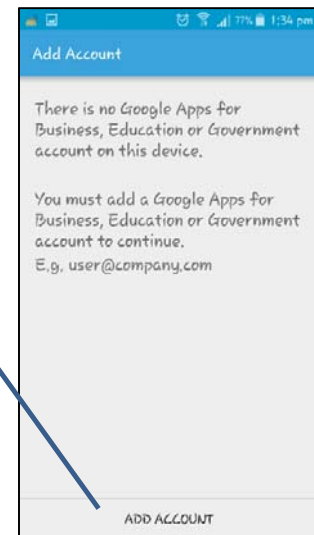 77% 1:34 pm
Add Account
There is no Google Apps for
Business, Education or Government
account on this device.
You must add a Google Apps for
Business, Education or Government
account to continue.
E.g. user@company.com
ADD ACCOUNT